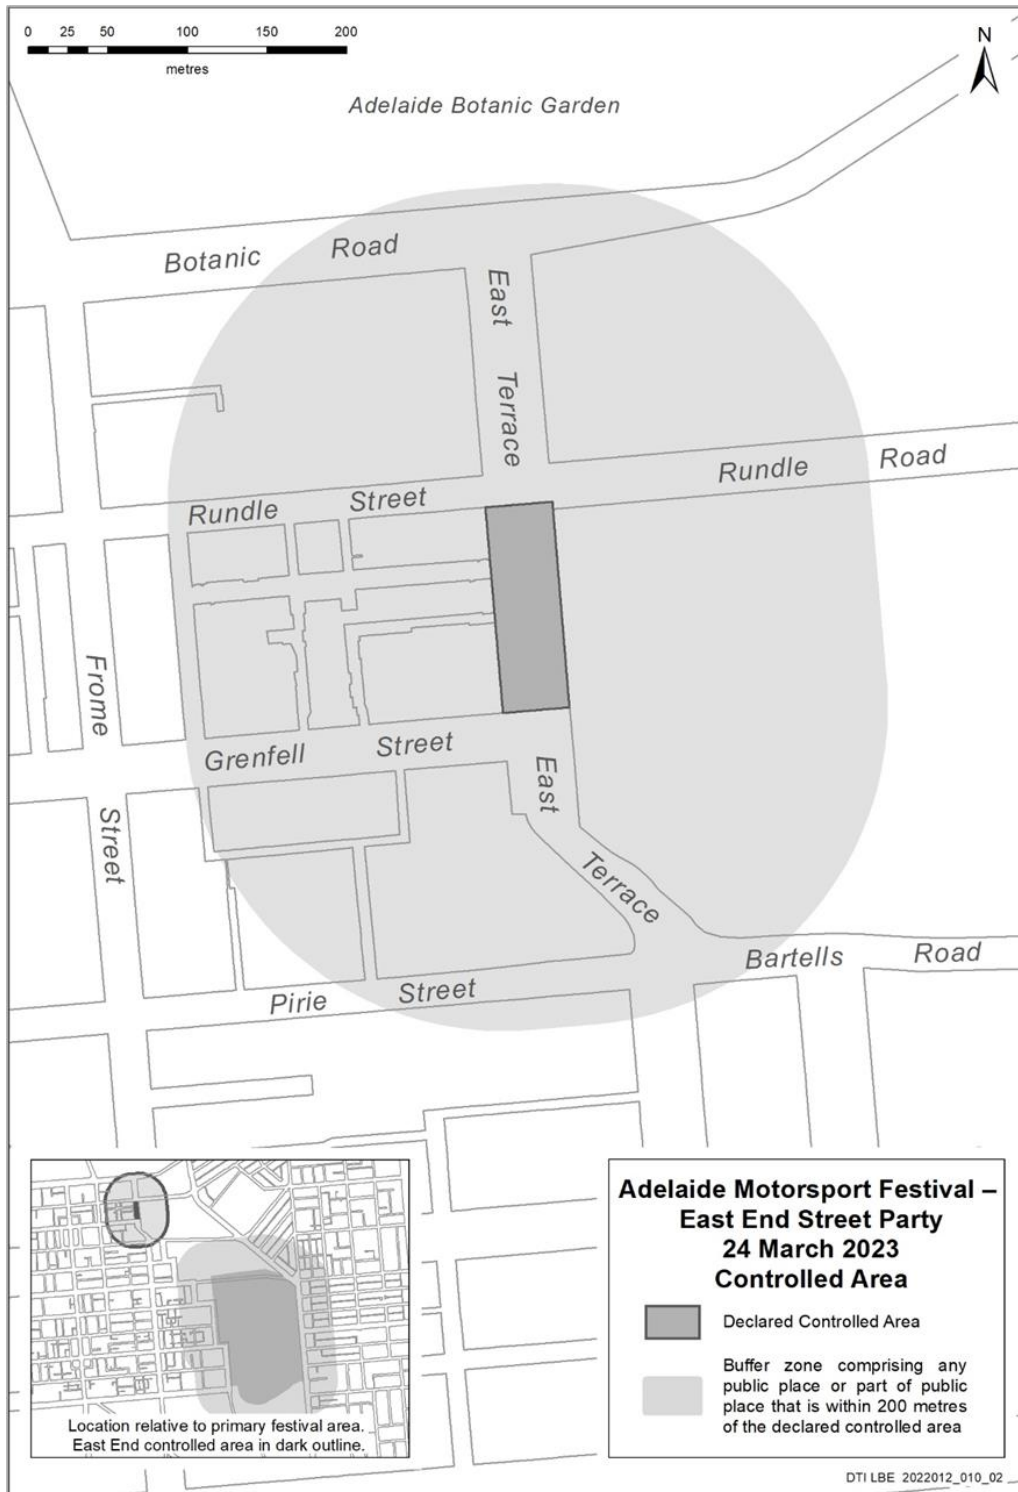 0 25 50 100 150 200
metres
N
Adelaide Botanic Garden
Botanic Road
East Terrace
Rundle Road
Rundle Street
Frome Street
Grenfell Street
East Terrace
Bartells Road
Pirie Street
Location relative to primary festival area.
East End controlled area in dark outline.
Adelaide Motorsport Festival –
East End Street Party
24 March 2023
Controlled Area
Declared Controlled Area
Buffer zone comprising any
public place or part of public
place that is within 200 metres
of the declared controlled area
DTI LBE 2022012_010_02